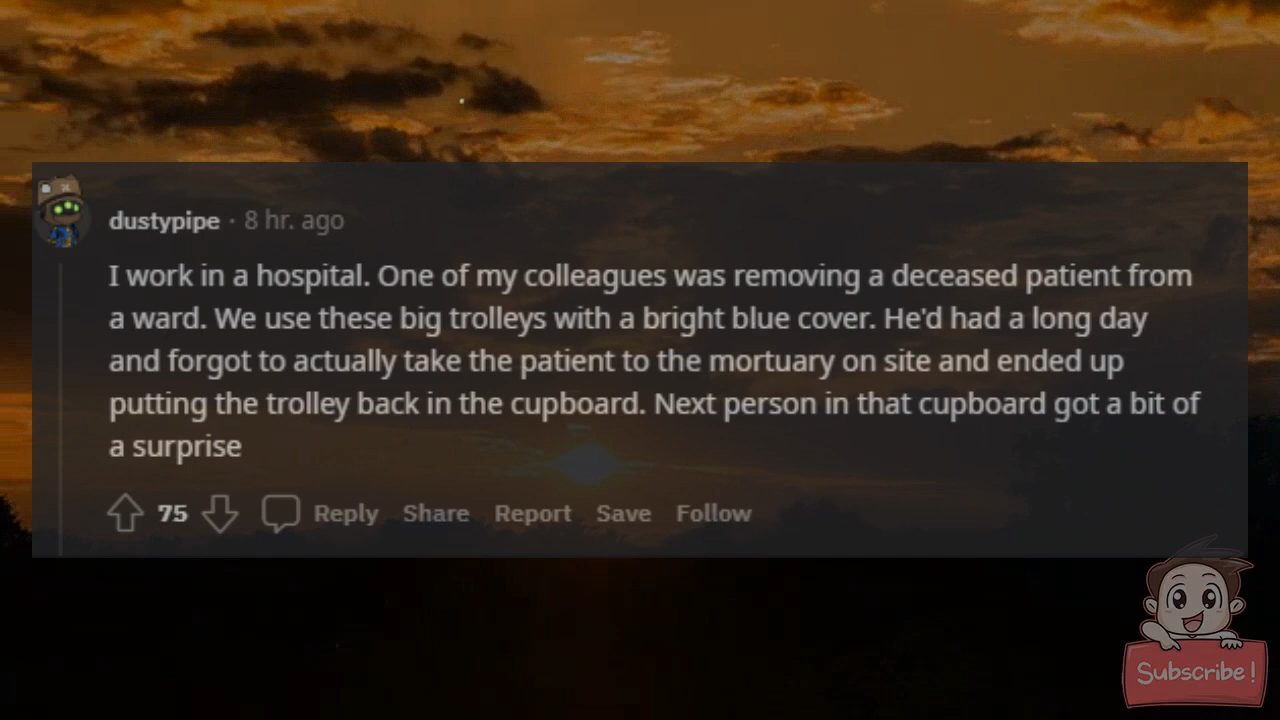 dustypipe · 8 hr. ago
I work in a hospital. One of my colleagues was removing a deceased patient from
a ward. We use these big trolleys with a bright blue cover. He'd had a long day
and forgot to actually take the patient to the mortuary on site and ended up
putting the trolley back in the cupboard. Next person in that cupboard got a bit of
a surprise
75 Reply Share Report Save Follow
Subscribe!